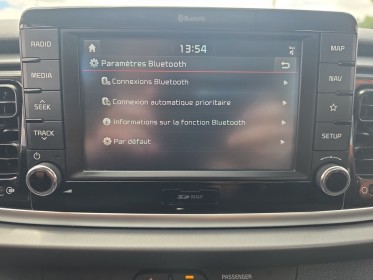 Bluetooth
RADIO
MEDIA
SEEK
TRACK
13:54
Paramètres Bluetooth
Connexions Bluetooth
Connexion automatique prioritaire
Informations sur la fonction Bluetooth
Par défaut
MAP
NAV
SETUP
PASSENGER